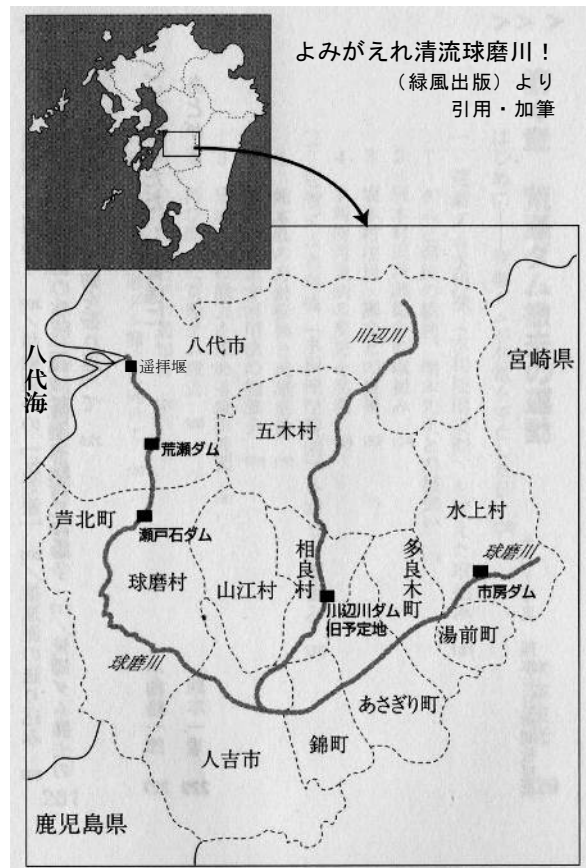 よみがえれ清流球磨川！
（緑風出版）より
引用・加筆
八代海
遥拝堰
八代市
川辺川
宮崎県
荒瀬ダム
五木村
芦北町
瀬戸石ダム
水上村
球磨村
山江村
相良村
多良木町
球磨川
市房ダム
川辺川ダム
旧予定地
湯前町
球磨川
あさぎり町
人吉市
錦町
鹿児島県